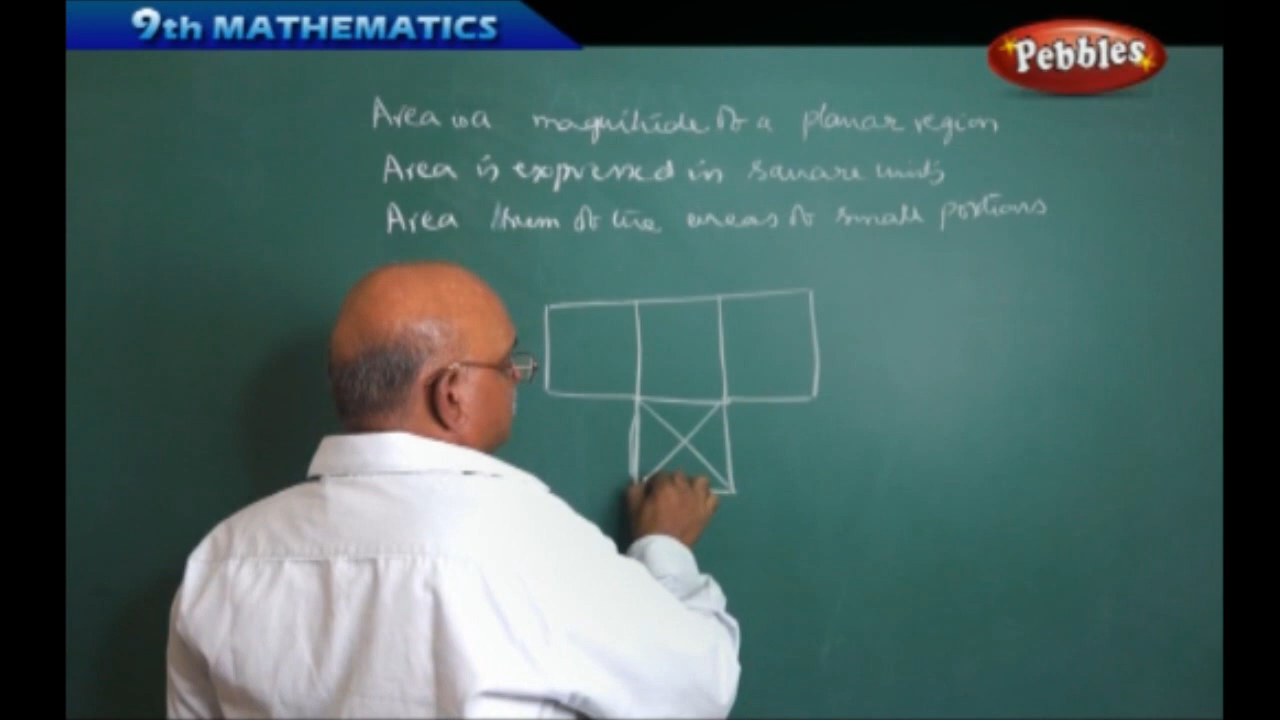 9th MATHEMATICS
Pebbles
Area is a magnitude of a planar region
Area is expressed in square units
Area of the areas of small portions